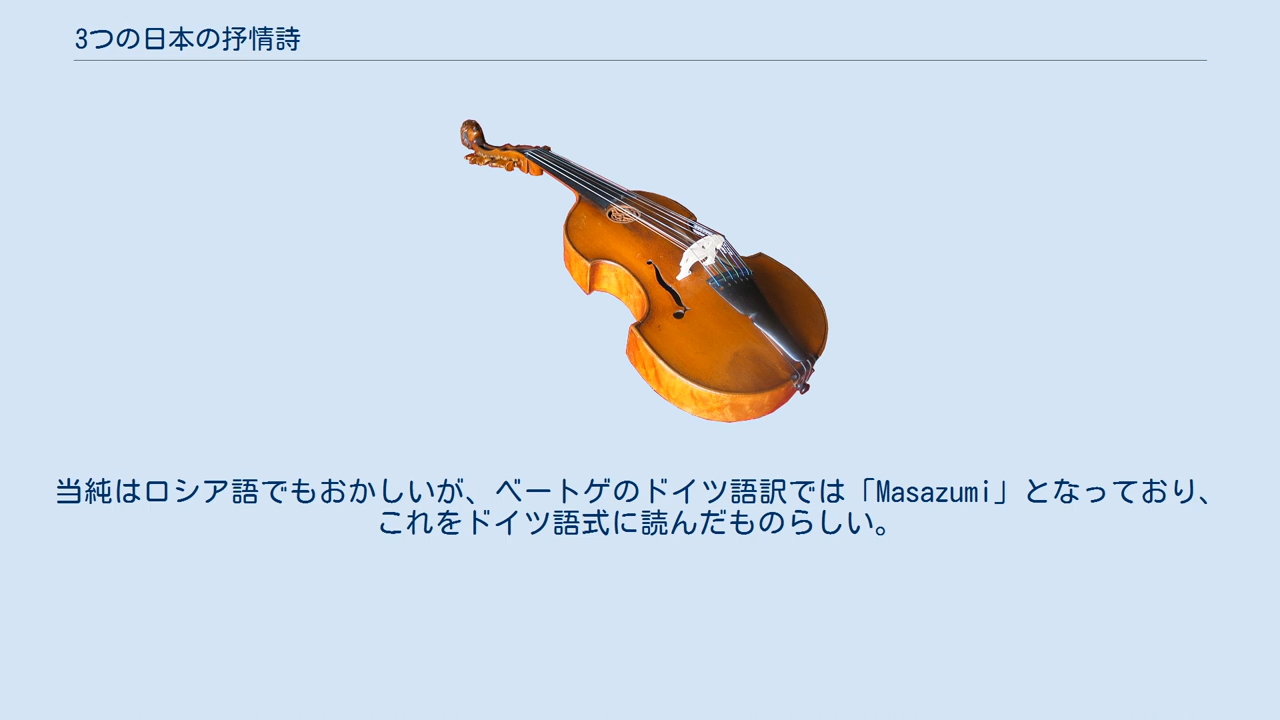 3つの日本の抒情詩
当純はロシア語でもおかしいが、ベートゲのドイツ語訳では「Masazumi」となっており、
これをドイツ語式に読んだものらしい。